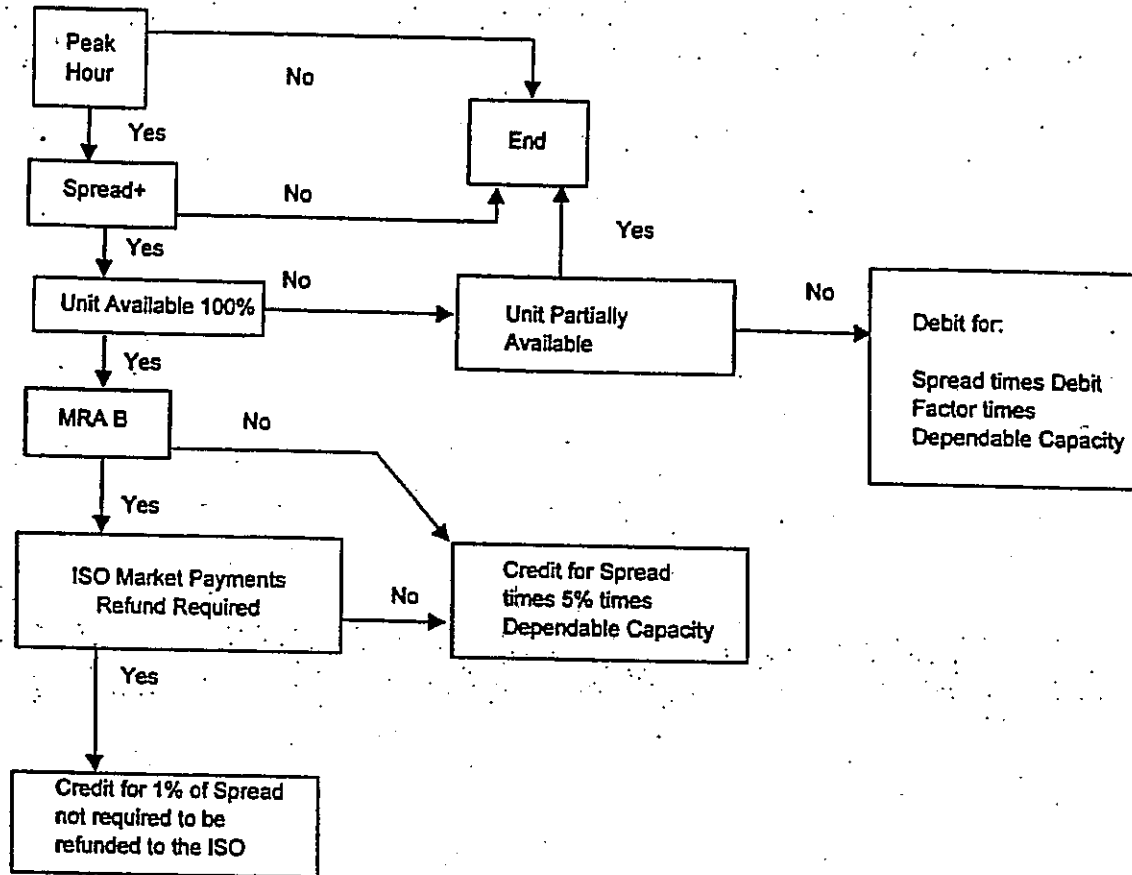 Peak
Hour
No
Yes
End
Spread+
No
Yes
Yes
Unit Available 100%
No
Unit Partially
Available
No
Debit for:
Spread times Debit
Factor times
Dependable Capacity
Yes
MRA B
No
Yes
ISO Market Payments
Refund Required
No
Credit for Spread
times 5% times
Dependable Capacity
Yes
Credit for 1% of Spread
not required to be
refunded to the ISO